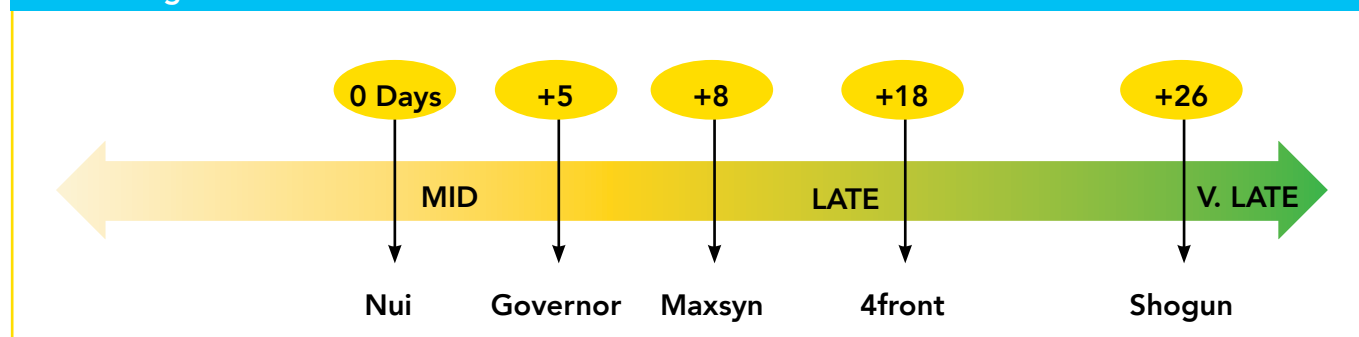 0 Days +5 +8 +18 +26
MID LATE V. LATE
Nui Governor Maxsyn 4front Shogun